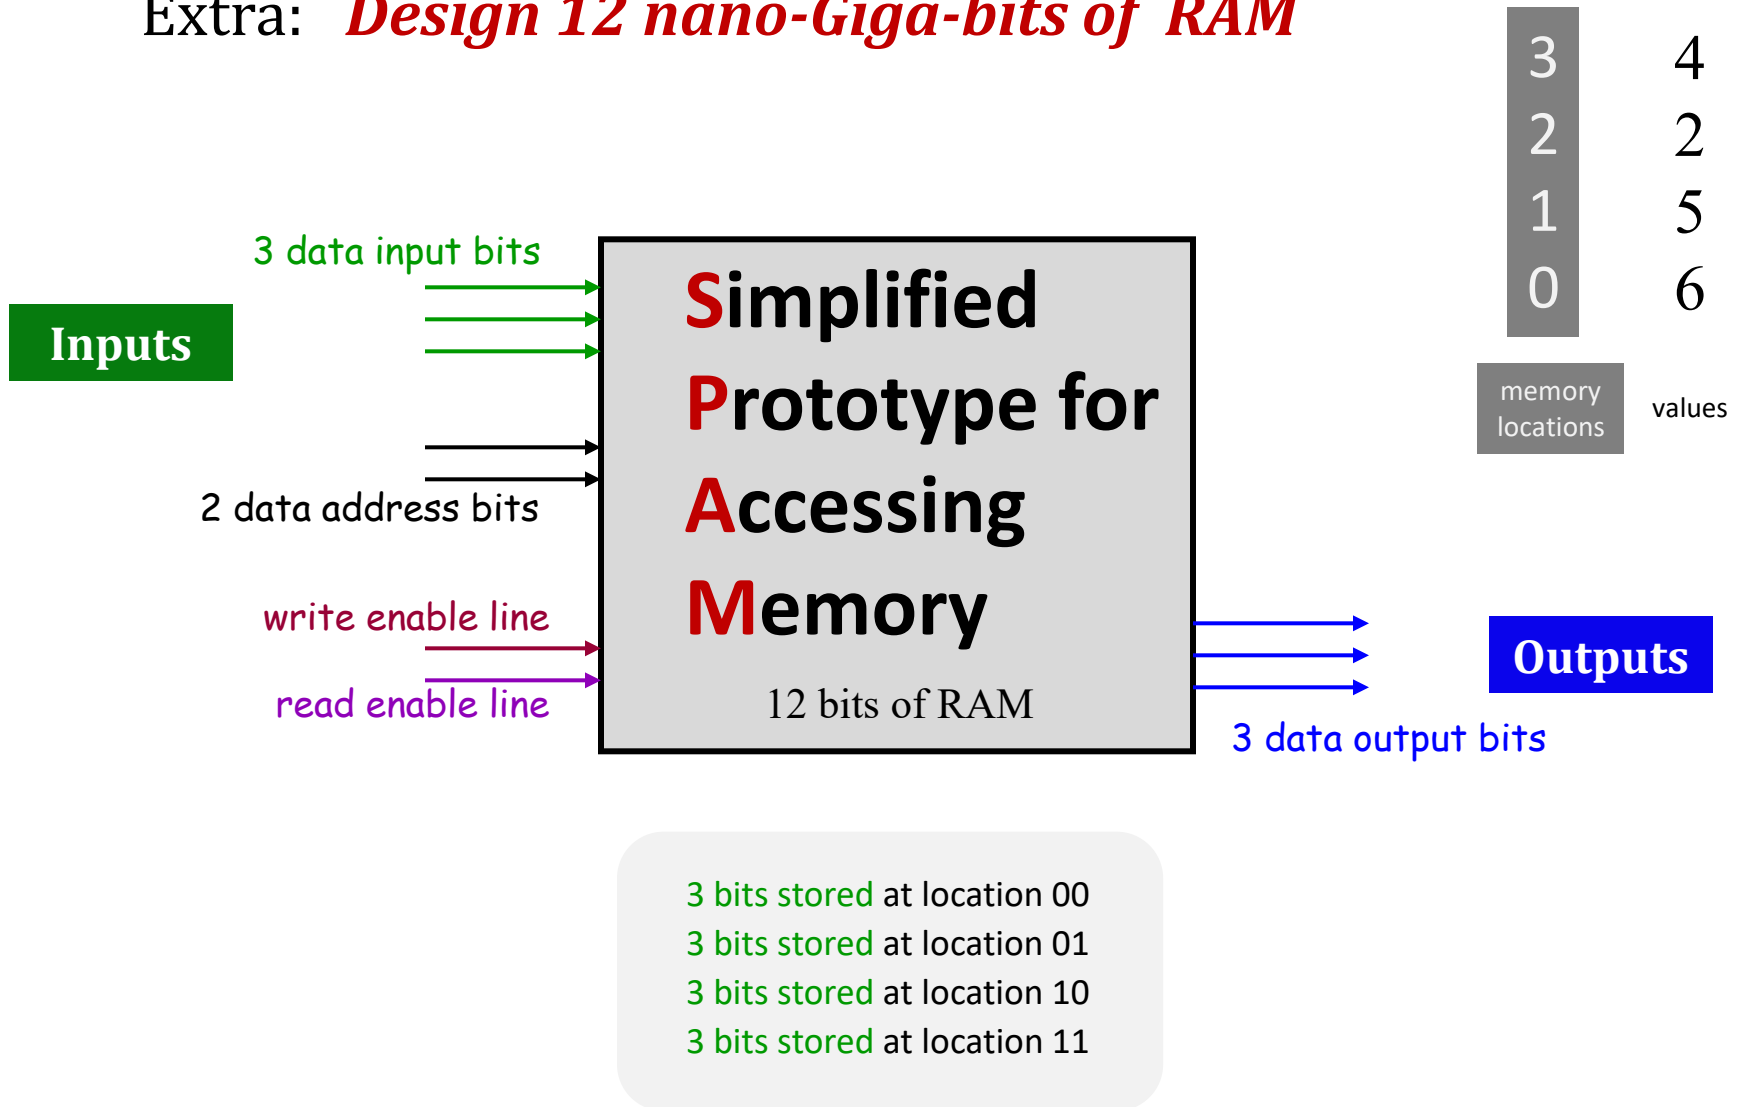 Extra: Design 12 nano-Giga-bits of RAM
3 4
2 2
1 5
0 6
memory
locations
values
3 data input bits
Inputs
2 data address bits
write enable line
read enable line
Simplified
Prototype for
Accessing
Memory
12 bits of RAM
Outputs
3 data output bits
3 bits stored at location 00
3 bits stored at location 01
3 bits stored at location 10
3 bits stored at location 11